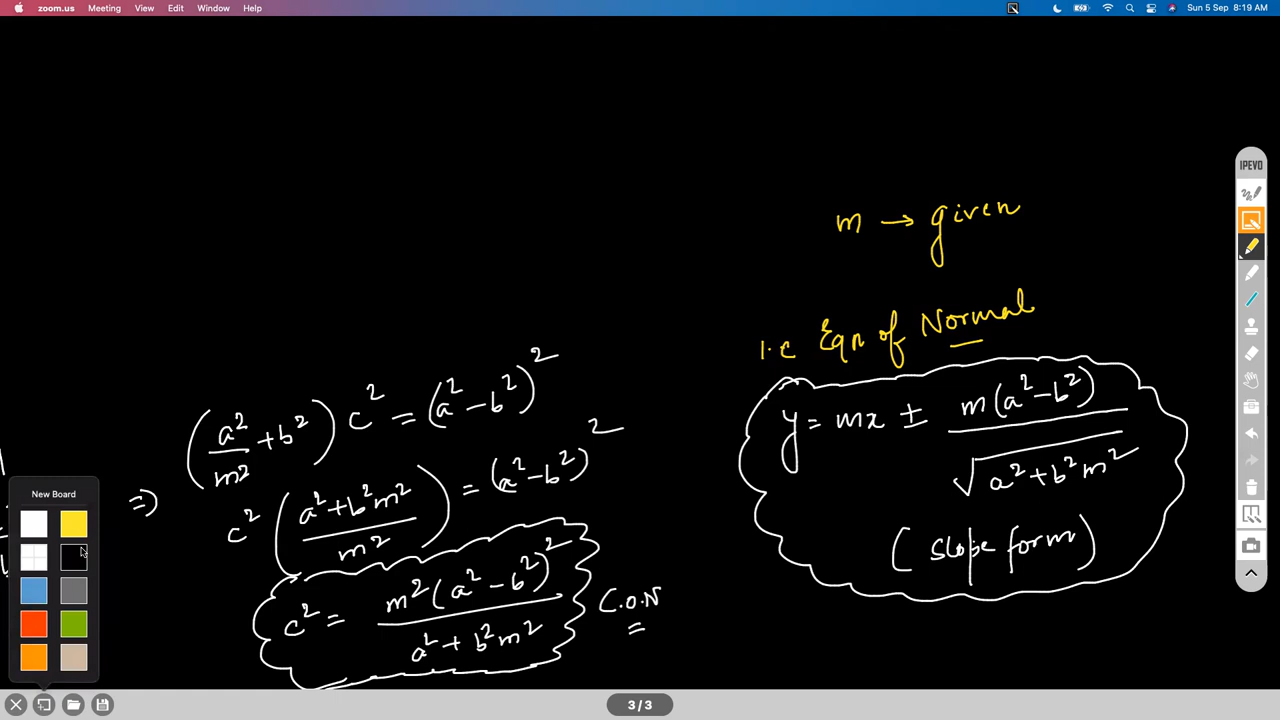 zoom.us Meeting View Edit Window Help Sun 5 Sep 8:19 AM
IPEVO
m → given
i.e Eqn of Normal
y = mx ± m(a² - b²) / √(a² + b²m²)
(slope form)
(a²/m² + b²) c² = (a² - b²)²
=> c² (a² + b²m² / m²) = (a² - b²)²
c² = m²(a² - b²)² / a² + b²m²
C.O.N
New Board
3/3